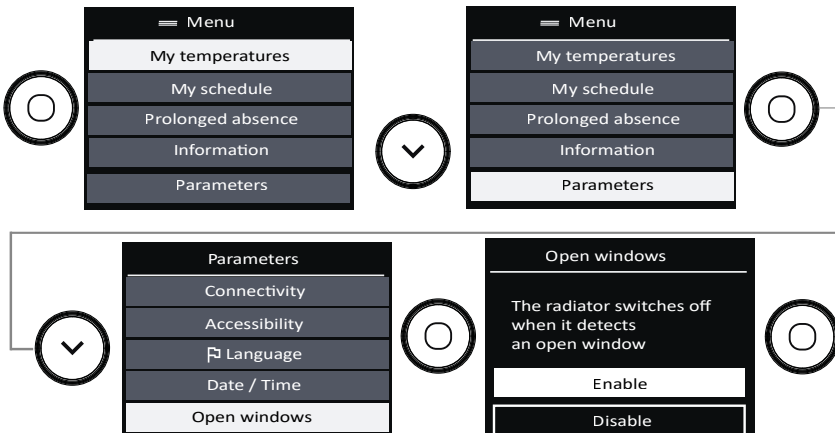 Menu
My temperatures
My schedule
Prolonged absence
Information
Parameters
Menu
My temperatures
My schedule
Prolonged absence
Information
Parameters
Parameters
Connectivity
Accessibility
Language
Date / Time
Open windows
Open windows
The radiator switches off
when it detects
an open window
Enable
Disable